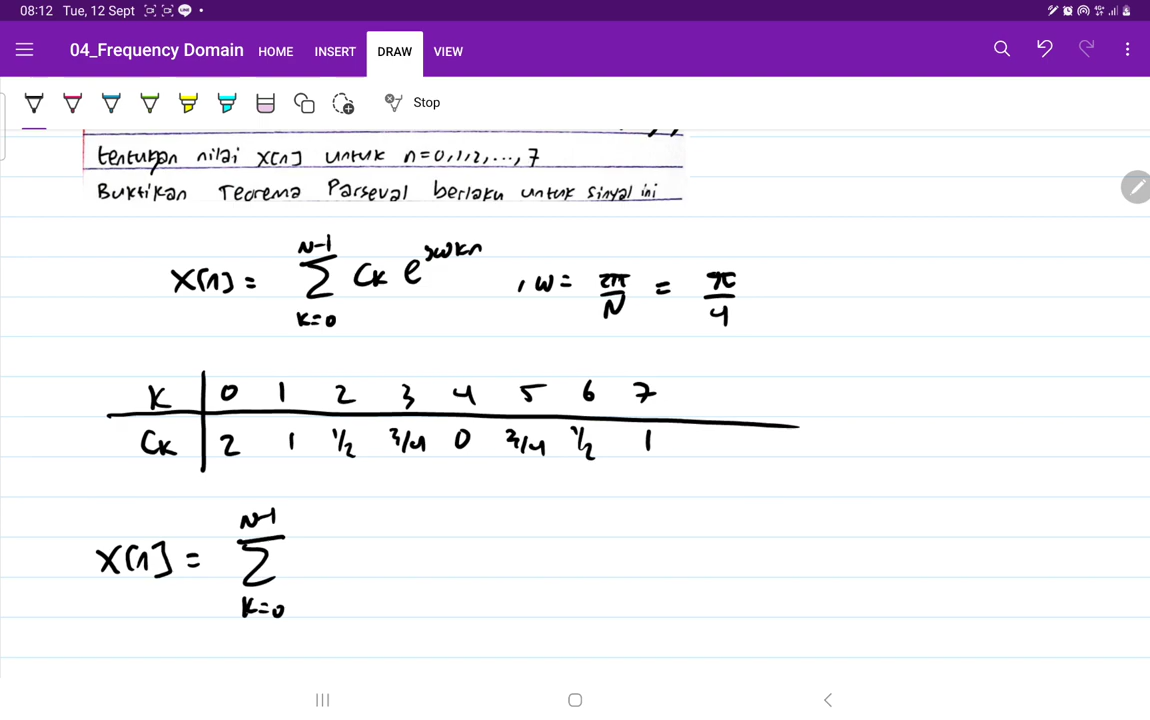 08:12 Tue, 12 Sept
04_Frequency Domain HOME INSERT DRAW VIEW
Stop
tentukan nilai x[n] untuk n=0,1,2,...,7
Buktikan Teorema Parseval berlaku untuk sinyal ini
x[n] = N-1 Σ k=0 Ck e^jωkn , ω = 2π/N = π/4
K 0 1 2 3 4 5 6 7
Ck 2 1 1/2 3/4 0 3/4 1/2 1
x[n] = N-1 Σ k=0